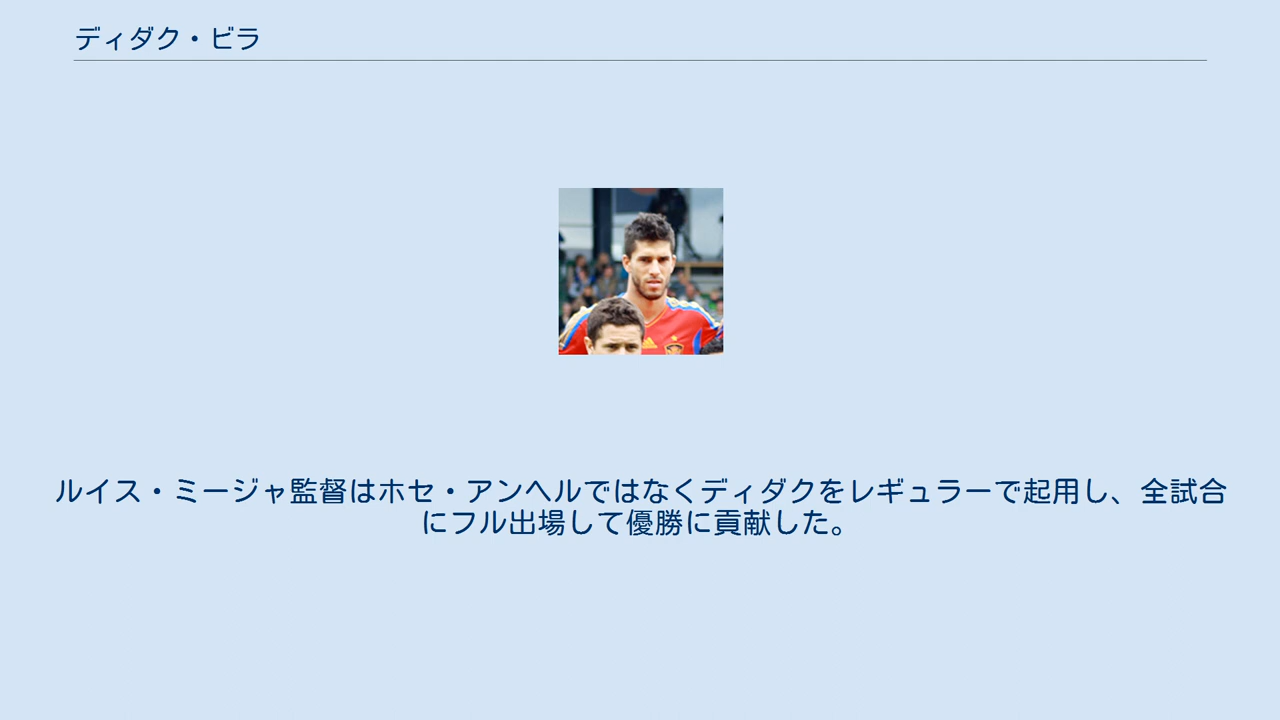 ディダク・ビラ
ルイス・ミージャ監督はホセ・アンヘルではなくディダクをレギュラーで起用し、全試合
にフル出場して優勝に貢献した。